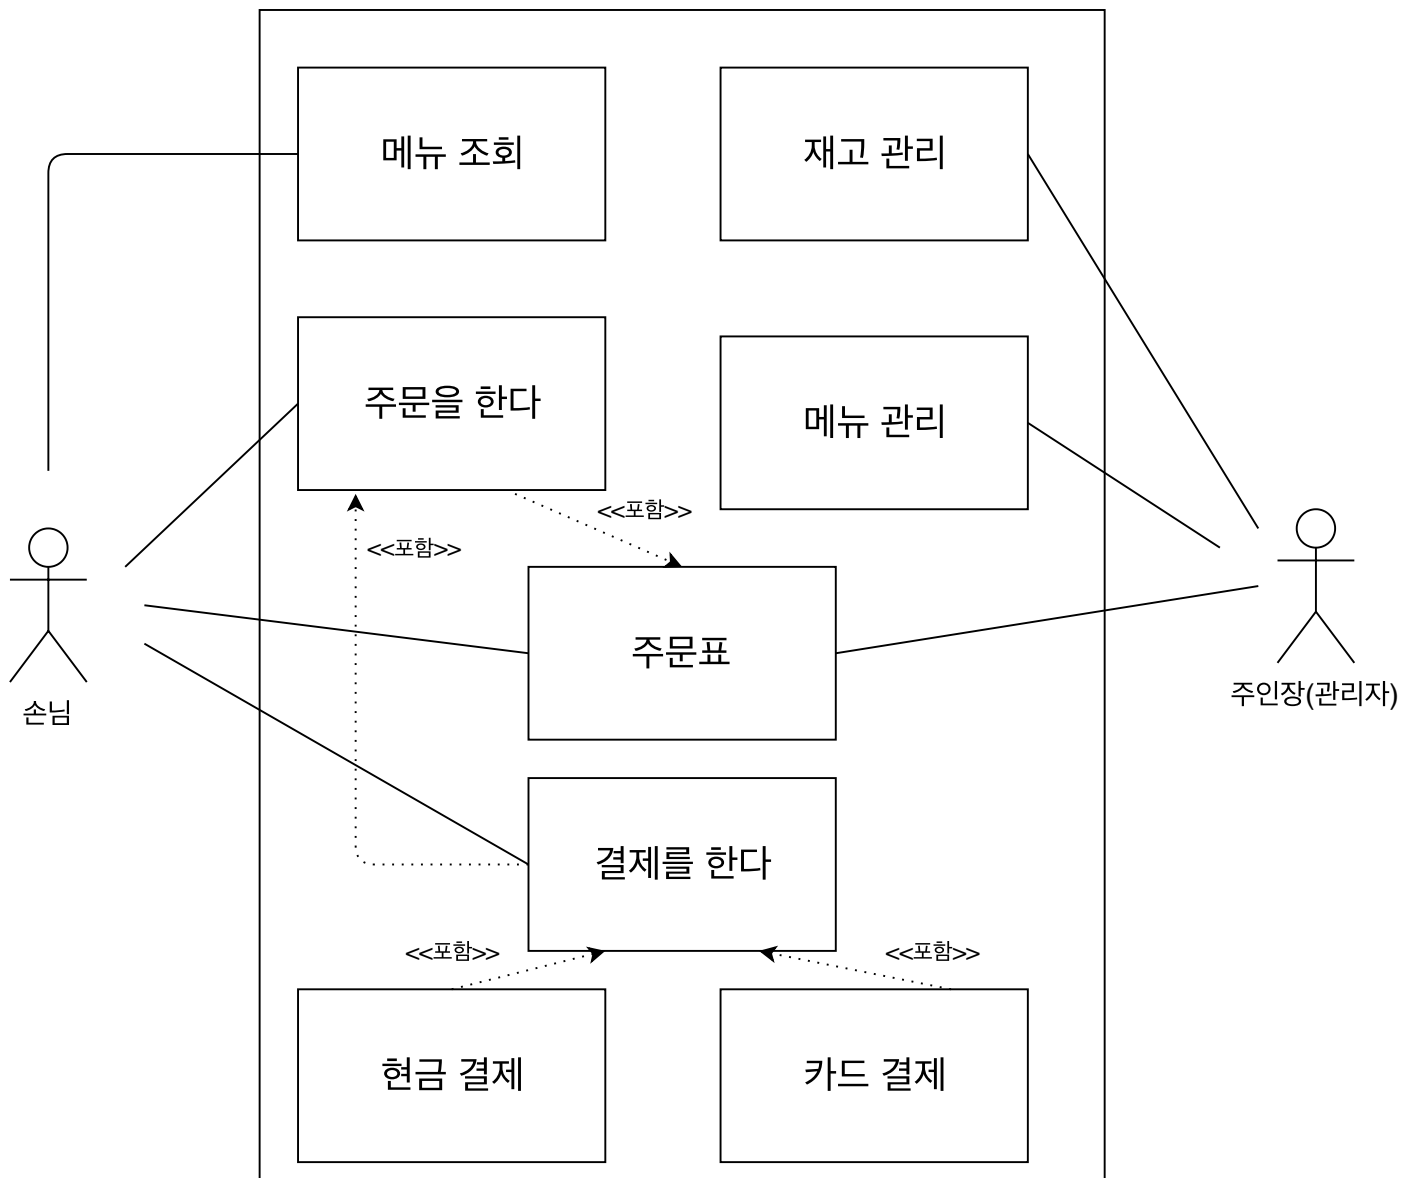 메뉴 조회
재고 관리
주문을 한다
메뉴 관리
<<포함>>
<<포함>>
주문표
손님
주인장(관리자)
결제를 한다
<<포함>>
<<포함>>
현금 결제
카드 결제